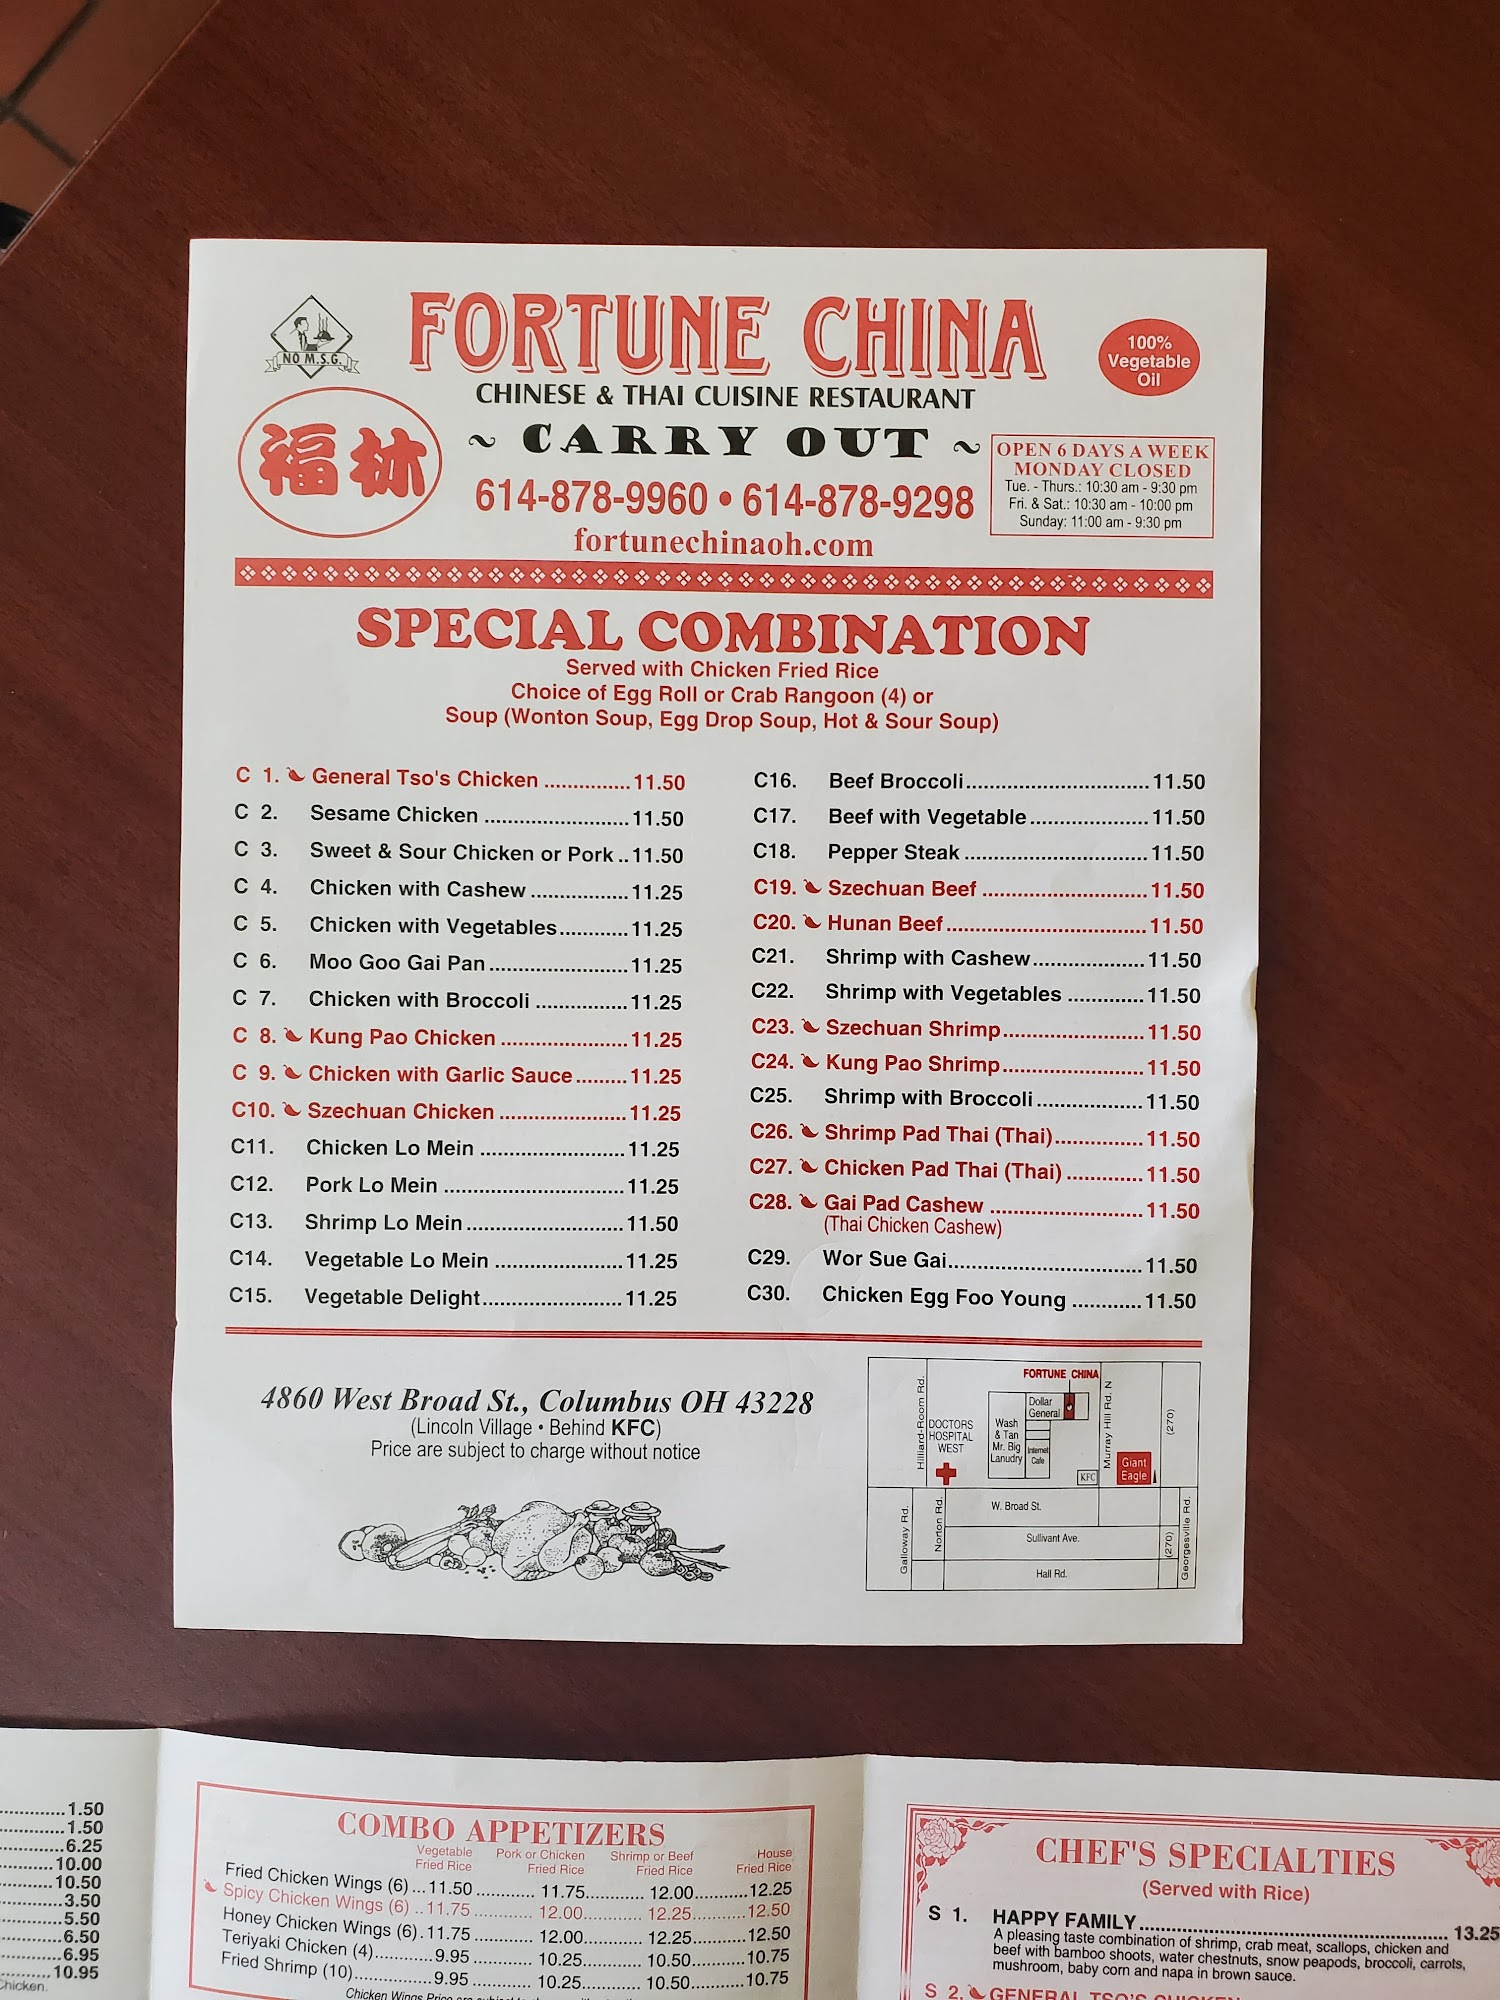 NO M.S.G.
FORTUNE CHINA
CHINESE & THAI CUISINE RESTAURANT
~ CARRY OUT ~
614-878-9960 • 614-878-9298
fortunechinaoh.com
福林
100%
Vegetable
Oil
OPEN 6 DAYS A WEEK
MONDAY CLOSED
Tue. - Thurs.: 10:30 am - 9:30 pm
Fri. & Sat.: 10:30 am - 10:00 pm
Sunday: 11:00 am - 9:30 pm
SPECIAL COMBINATION
Served with Chicken Fried Rice
Choice of Egg Roll or Crab Rangoon (4) or
Soup (Wonton Soup, Egg Drop Soup, Hot & Sour Soup)
C 1. General Tso's Chicken ............... 11.50
C 2. Sesame Chicken ......................... 11.50
C 3. Sweet & Sour Chicken or Pork .. 11.50
C 4. Chicken with Cashew ................. 11.25
C 5. Chicken with Vegetables............ 11.25
C 6. Moo Goo Gai Pan........................ 11.25
C 7. Chicken with Broccoli ................ 11.25
C 8. Kung Pao Chicken ...................... 11.25
C 9. Chicken with Garlic Sauce......... 11.25
C10. Szechuan Chicken ...................... 11.25
C11. Chicken Lo Mein ......................... 11.25
C12. Pork Lo Mein ............................... 11.25
C13. Shrimp Lo Mein........................... 11.50
C14. Vegetable Lo Mein ...................... 11.25
C15. Vegetable Delight........................ 11.25
C16. Beef Broccoli................................ 11.50
C17. Beef with Vegetable.................... 11.50
C18. Pepper Steak ................................ 11.50
C19. Szechuan Beef ............................ 11.50
C20. Hunan Beef................................... 11.50
C21. Shrimp with Cashew................... 11.50
C22. Shrimp with Vegetables ............. 11.50
C23. Szechuan Shrimp........................ 11.50
C24. Kung Pao Shrimp........................ 11.50
C25. Shrimp with Broccoli .................. 11.50
C26. Shrimp Pad Thai (Thai)............... 11.50
C27. Chicken Pad Thai (Thai) ............. 11.50
C28. Gai Pad Cashew .......................... 11.50
(Thai Chicken Cashew)
C29. Wor Sue Gai................................. 11.50
C30. Chicken Egg Foo Young ............ 11.50
4860 West Broad St., Columbus OH 43228
(Lincoln Village • Behind KFC)
Price are subject to charge without notice
FORTUNE CHINA
Hilliard-Room Rd.
DOCTORS
HOSPITAL
WEST
Wash
& Tan
Mr. Big
Lanudry
Dollar
General
Internet
Cafe
KFC
Murray Hill Rd. N
Giant
Eagle
(270)
Galloway Rd.
Norton Rd.
W. Broad St.
Sullivant Ave.
Hall Rd.
(270)
Georgesville Rd.
.............1.50
.............1.50
.............6.25
...........10.00
...........10.50
.............3.50
.............5.50
.............6.50
.............6.95
...........10.95
Chicken.
COMBO APPETIZERS
Vegetable Fried Rice
Pork or Chicken Fried Rice
Shrimp or Beef Fried Rice
House Fried Rice
Fried Chicken Wings (6)... 11.50 ........... 11.75........... 12.00.......... 12.25
Spicy Chicken Wings (6) .. 11.75 ........... 12.00........... 12.25.......... 12.50
Honey Chicken Wings (6). 11.75 ........... 12.00........... 12.25.......... 12.50
Teriyaki Chicken (4)............ 9.95 ........... 10.25........... 10.50.......... 10.75
Fried Shrimp (10)................ 9.95 ........... 10.25........... 10.50.......... 10.75
Chicken Wings Price are
CHEF'S SPECIALTIES
(Served with Rice)
S 1. HAPPY FAMILY.................................................... 13.25
A pleasing taste combination of shrimp, crab meat, scallops, chicken and
beef with bamboo shoots, water chestnuts, snow peapods, broccoli, carrots,
mushroom, baby corn and napa in brown sauce.
S 2. GENERAL TSO'S CHICKEN